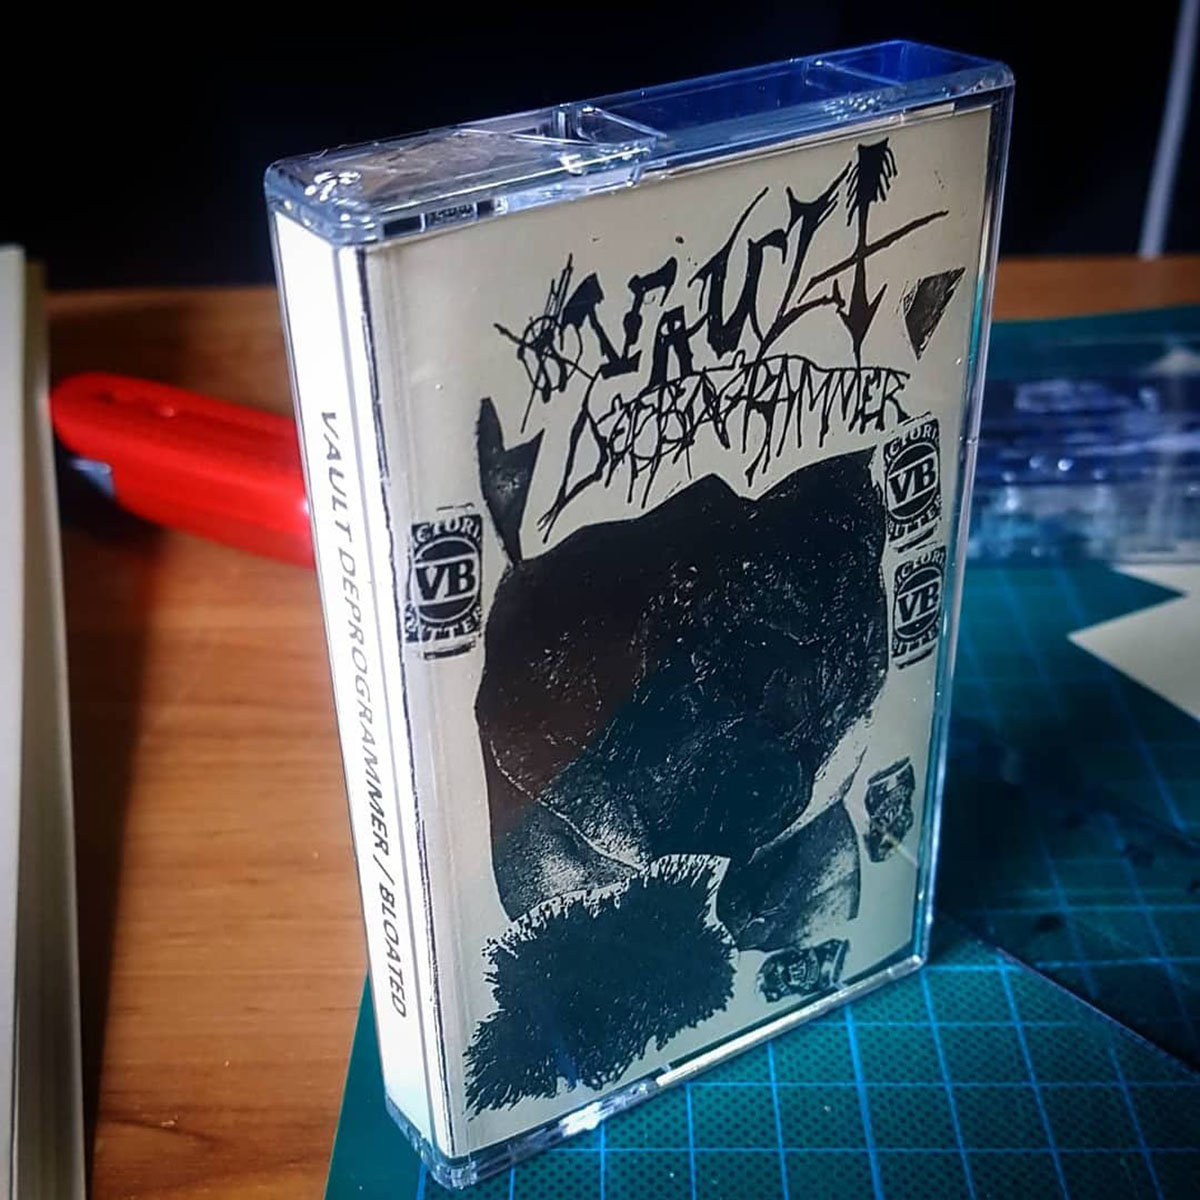 VAULT
DEPROGRAMMER
VAULT DEPROGRAMMER / BLOATED
VB
VB
VB